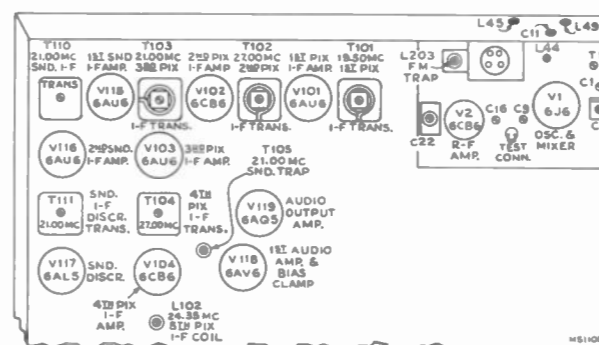 L45
L49
C11
T110
21.00MC
SND. I-F
1ST SND
I-F AMP.
T103
21.00MC
3RD PIX
2ND PIX
I-F AMP
T102
27.00MC
2ND PIX
1ST PIX
I-F AMP.
T101
19.50MC
1ST PIX
L203
FM
TRAP
L44
TRANS
V115
6AU6
V102
6CB6
V101
6AU6
I-F TRANS.
I-F TRANS.
I-F TRANS.
C22
V2
6CB6
R-F
AMP.
C16
C9
TEST
CONN.
V1
6J6
OSC. &
MIXER
V116
6AU6
2ND SND.
I-F AMP.
V103
6AU6
3RD PIX
I-F AMP.
T105
21.00 MC
SND. TRAP
T111
21.00MC
SND.
I-F
DISCR.
TRANS.
T104
27.00MC
4TH
PIX
I-F
TRANS.
V119
6AQ5
AUDIO
OUTPUT
AMP.
V117
6AL5
SND.
DISCR.
V104
6CB6
V118
6AV6
1ST AUDIO
AMP. &
BIAS
CLAMP
4TH PIX
I-F
AMP.
L102
24.35 MC
5TH PIX
I-F COIL